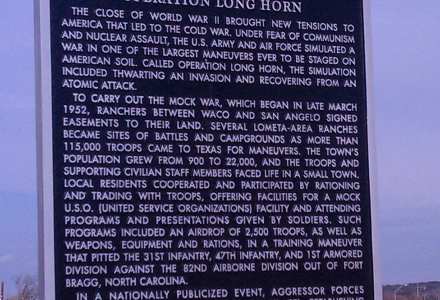 OPERATION LONG HORN
THE CLOSE OF WORLD WAR II BROUGHT NEW TENSIONS TO
AMERICA THAT LED TO THE COLD WAR. UNDER FEAR OF COMMUNISM
AND NUCLEAR ASSAULT, THE U.S. ARMY AND AIR FORCE SIMULATED A
WAR IN ONE OF THE LARGEST MANEUVERS EVER TO BE STAGED ON
AMERICAN SOIL. CALLED OPERATION LONG HORN, THE SIMULATION
INCLUDED THWARTING AN INVASION AND RECOVERING FROM AN
ATOMIC ATTACK.
TO CARRY OUT THE MOCK WAR, WHICH BEGAN IN LATE MARCH
1952, RANCHERS BETWEEN WACO AND SAN ANGELO SIGNED
EASEMENTS TO THEIR LAND. SEVERAL LOMETA-AREA RANCHES
BECAME SITES OF BATTLES AND CAMPGROUNDS AS MORE THAN
115,000 TROOPS CAME TO TEXAS FOR MANEUVERS. THE TOWN'S
POPULATION GREW FROM 900 TO 22,000, AND THE TROOPS AND
SUPPORTING CIVILIAN STAFF MEMBERS FACED LIFE IN A SMALL TOWN.
LOCAL RESIDENTS COOPERATED AND PARTICIPATED BY RATIONING
AND TRADING WITH TROOPS, OFFERING FACILITIES FOR A MOCK
U.S.O. (UNITED SERVICE ORGANIZATIONS) FACILITY AND ATTENDING
PROGRAMS AND PRESENTATIONS GIVEN BY SOLDIERS. SUCH
PROGRAMS INCLUDED AN AIRDROP OF 2,500 TROOPS, AS WELL AS
WEAPONS, EQUIPMENT AND RATIONS, IN A TRAINING MANEUVER
THAT PITTED THE 31ST INFANTRY, 47TH INFANTRY, AND 1ST ARMORED
DIVISION AGAINST THE 82ND AIRBORNE DIVISION OUT OF FORT
BRAGG, NORTH CAROLINA.
IN A NATIONALLY PUBLICIZED EVENT, AGGRESSOR FORCES